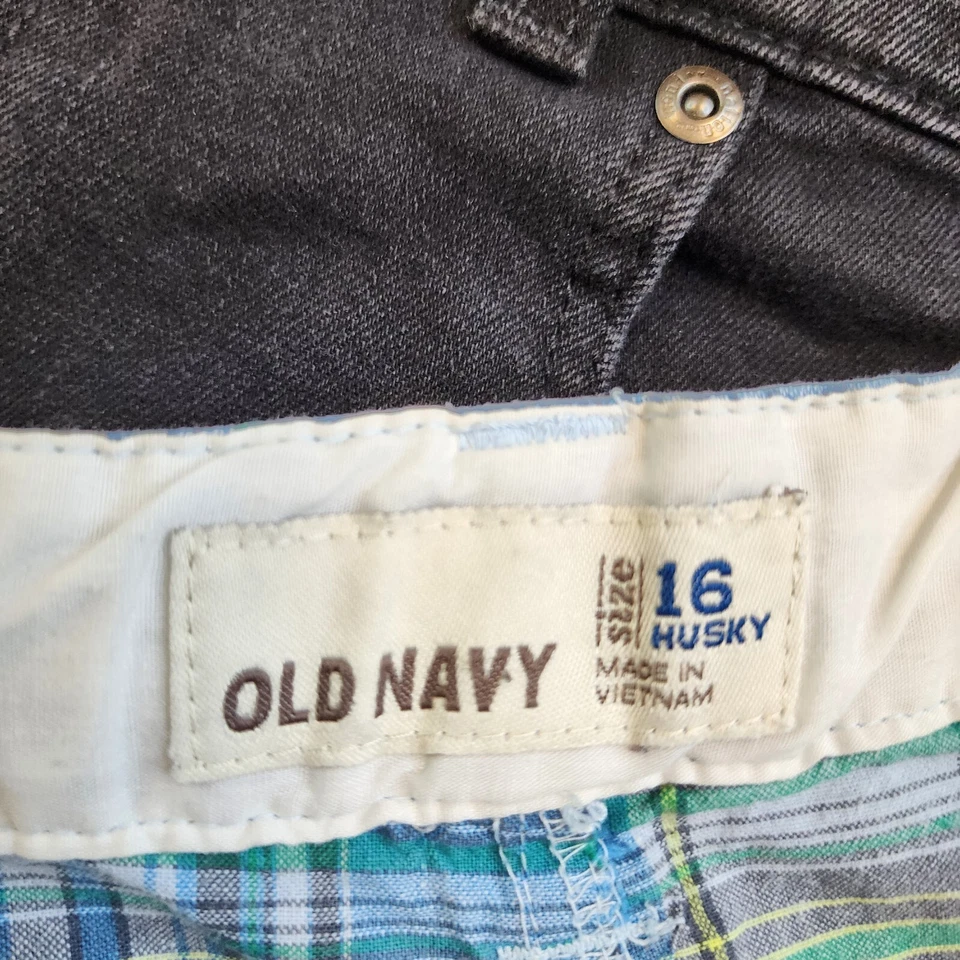 OLD NAVY
size
16
HUSKY
MADE IN
VIETNAM